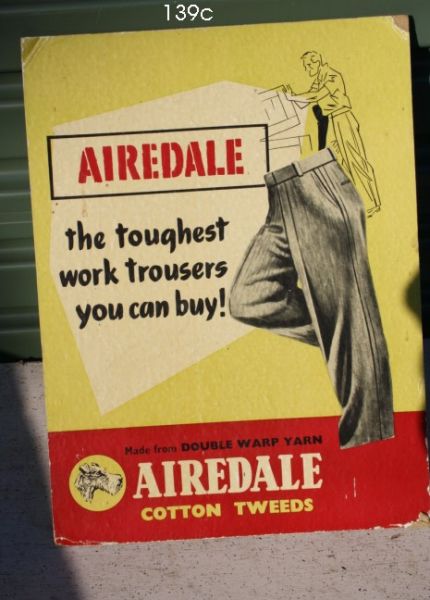 139c
AIREDALE
the toughest
work trousers
you can buy!
Made from DOUBLE WARP YARN
AIREDALE
COTTON TWEEDS